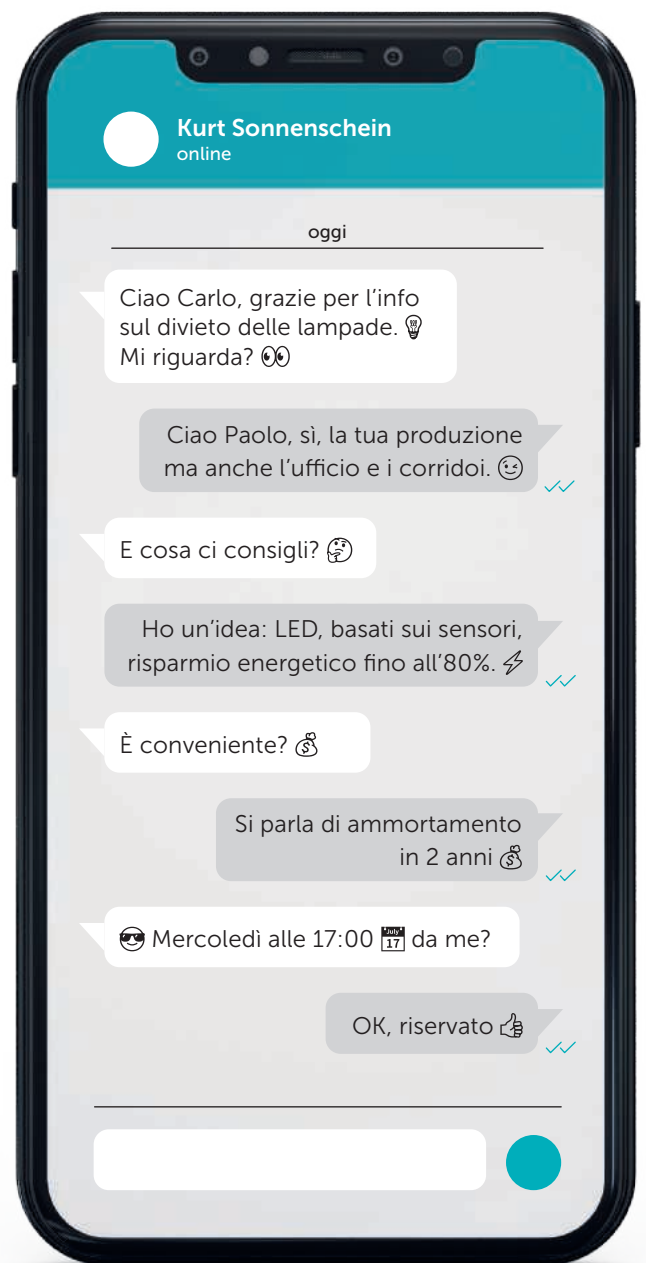 Kurt Sonnenschein
online
oggi
Ciao Carlo, grazie per l’info
sul divieto delle lampade. 💡
Mi riguarda? 👀
Ciao Paolo, sì, la tua produzione
ma anche l’ufficio e i corridoi. 😉
E cosa ci consigli? 🤔
Ho un’idea: LED, basati sui sensori,
risparmio energetico fino all’80%. ⚡
È conveniente? 💰
Si parla di ammortamento
in 2 anni 💰
😎 Mercoledì alle 17:00 📅 da me?
OK, riservato 👍